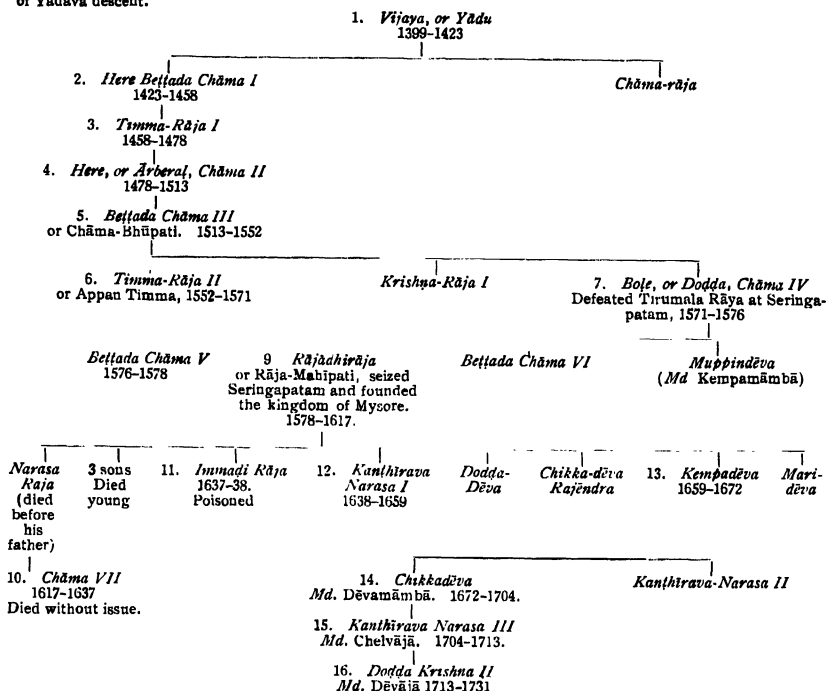 or Yādava descent.
1. Vijaya, or Yādu
1399-1423
2. Here Beṭṭada Chāma I
1423-1458
Chāma-rāja
3. Timma-Rāja I
1458-1478
4. Here, or Ārberaḷ, Chāma II
1478-1513
5. Beṭṭada Chāma III
or Chāma-Bhūpati. 1513-1552
6. Timma-Rāja II
or Appan Timma, 1552-1571
Krishṇa-Rāja I
7. Boḷe, or Doḍḍa, Chāma IV
Defeated Tirumala Rāya at Seringa-
patam, 1571-1576
Beṭṭada Chāma V
1576-1578
9 Rājādhirāja
or Rāja-Mahīpati, seized
Seringapatam and founded
the kingdom of Mysore.
1578-1617.
Beṭṭada Chāma VI
Muppindēva
(Md Kempamāmbā)
Narasa
Raja
(died
before
his
father)
3 sons
Died
young
11. Immaḍi Rāja
1637-38.
Poisoned
12. Kanṭhīrava
Narasa I
1638-1659
Doḍḍa-
Dēva
Chikka-dēva
Rajēndra
13. Kempadēva
1659-1672
Mari-
dēva
10. Chāma VII
1617-1637
Died without issue.
14. Chikkadēva
Md. Dēvamāmbā. 1672-1704.
Kanṭhīrava-Narasa II
15. Kanṭhīrava Narasa III
Md. Chelvājā. 1704-1713.
16. Doḍḍa Krishṇa II
Md. Dēvājā 1713-1731